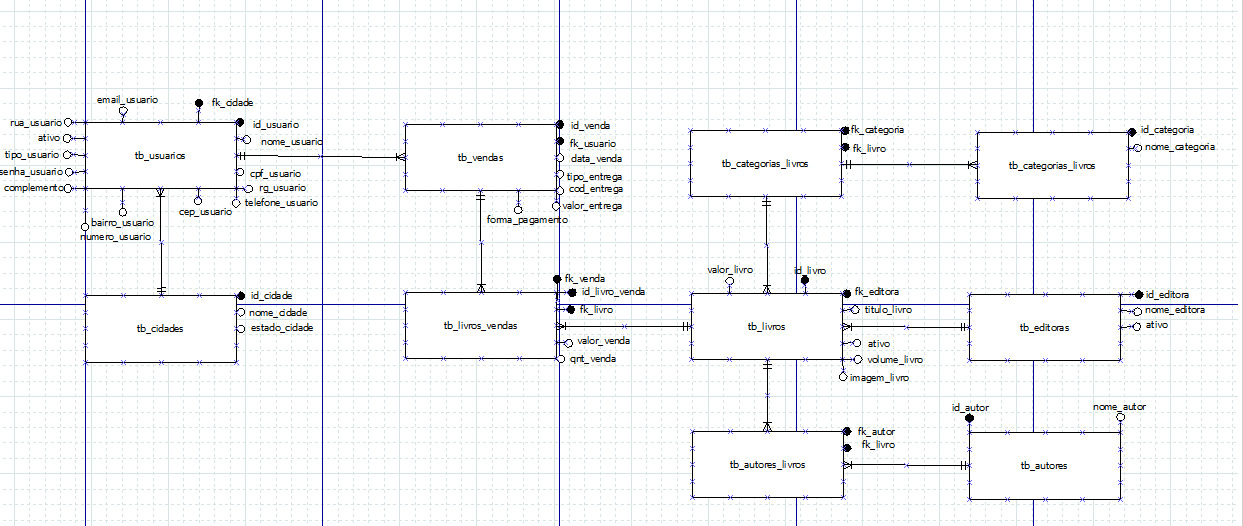 email_usuario
fk_cidade
rua_usuario
ativo
tipo_usuario
senha_usuario
complemento
tb_usuarios
id_usuario
nome_usuario
cpf_usuario
rg_usuario
telefone_usuario
cep_usuario
bairro_usuario
numero_usuario
tb_cidades
id_cidade
nome_cidade
estado_cidade
tb_vendas
id_venda
fk_usuario
data_venda
tipo_entrega
cod_entrega
valor_entrega
forma_pagamento
tb_livros_vendas
fk_venda
id_livro_venda
fk_livro
valor_venda
qnt_venda
tb_categorias_livros
fk_categoria
fk_livro
tb_categorias_livros
id_categoria
nome_categoria
valor_livro
id_livro
tb_livros
fk_editora
titulo_livro
ativo
volume_livro
imagem_livro
tb_editoras
id_editora
nome_editora
ativo
tb_autores_livros
fk_autor
fk_livro
id_autor
nome_autor
tb_autores